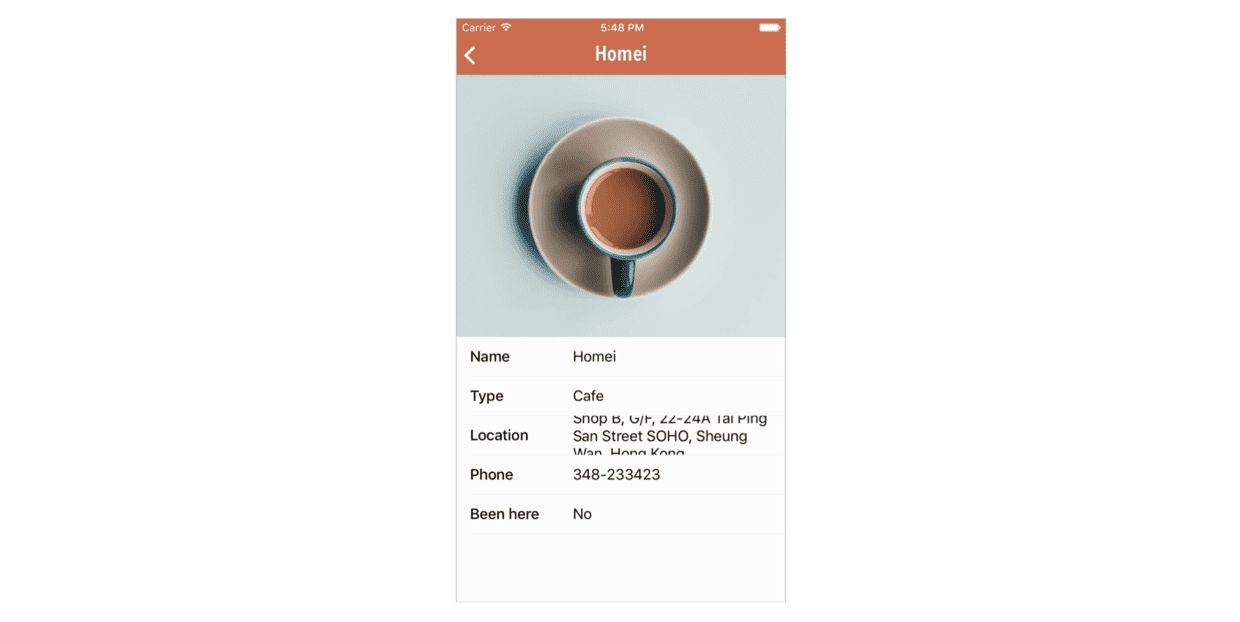 Carrier 5:48 PM
Homei
Name Homei
Type Cafe
Shop B, G/F, 22-24A Tai Ping
Location San Street SOHO, Sheung
Wan, Hong Kong
Phone 348-233423
Been here No